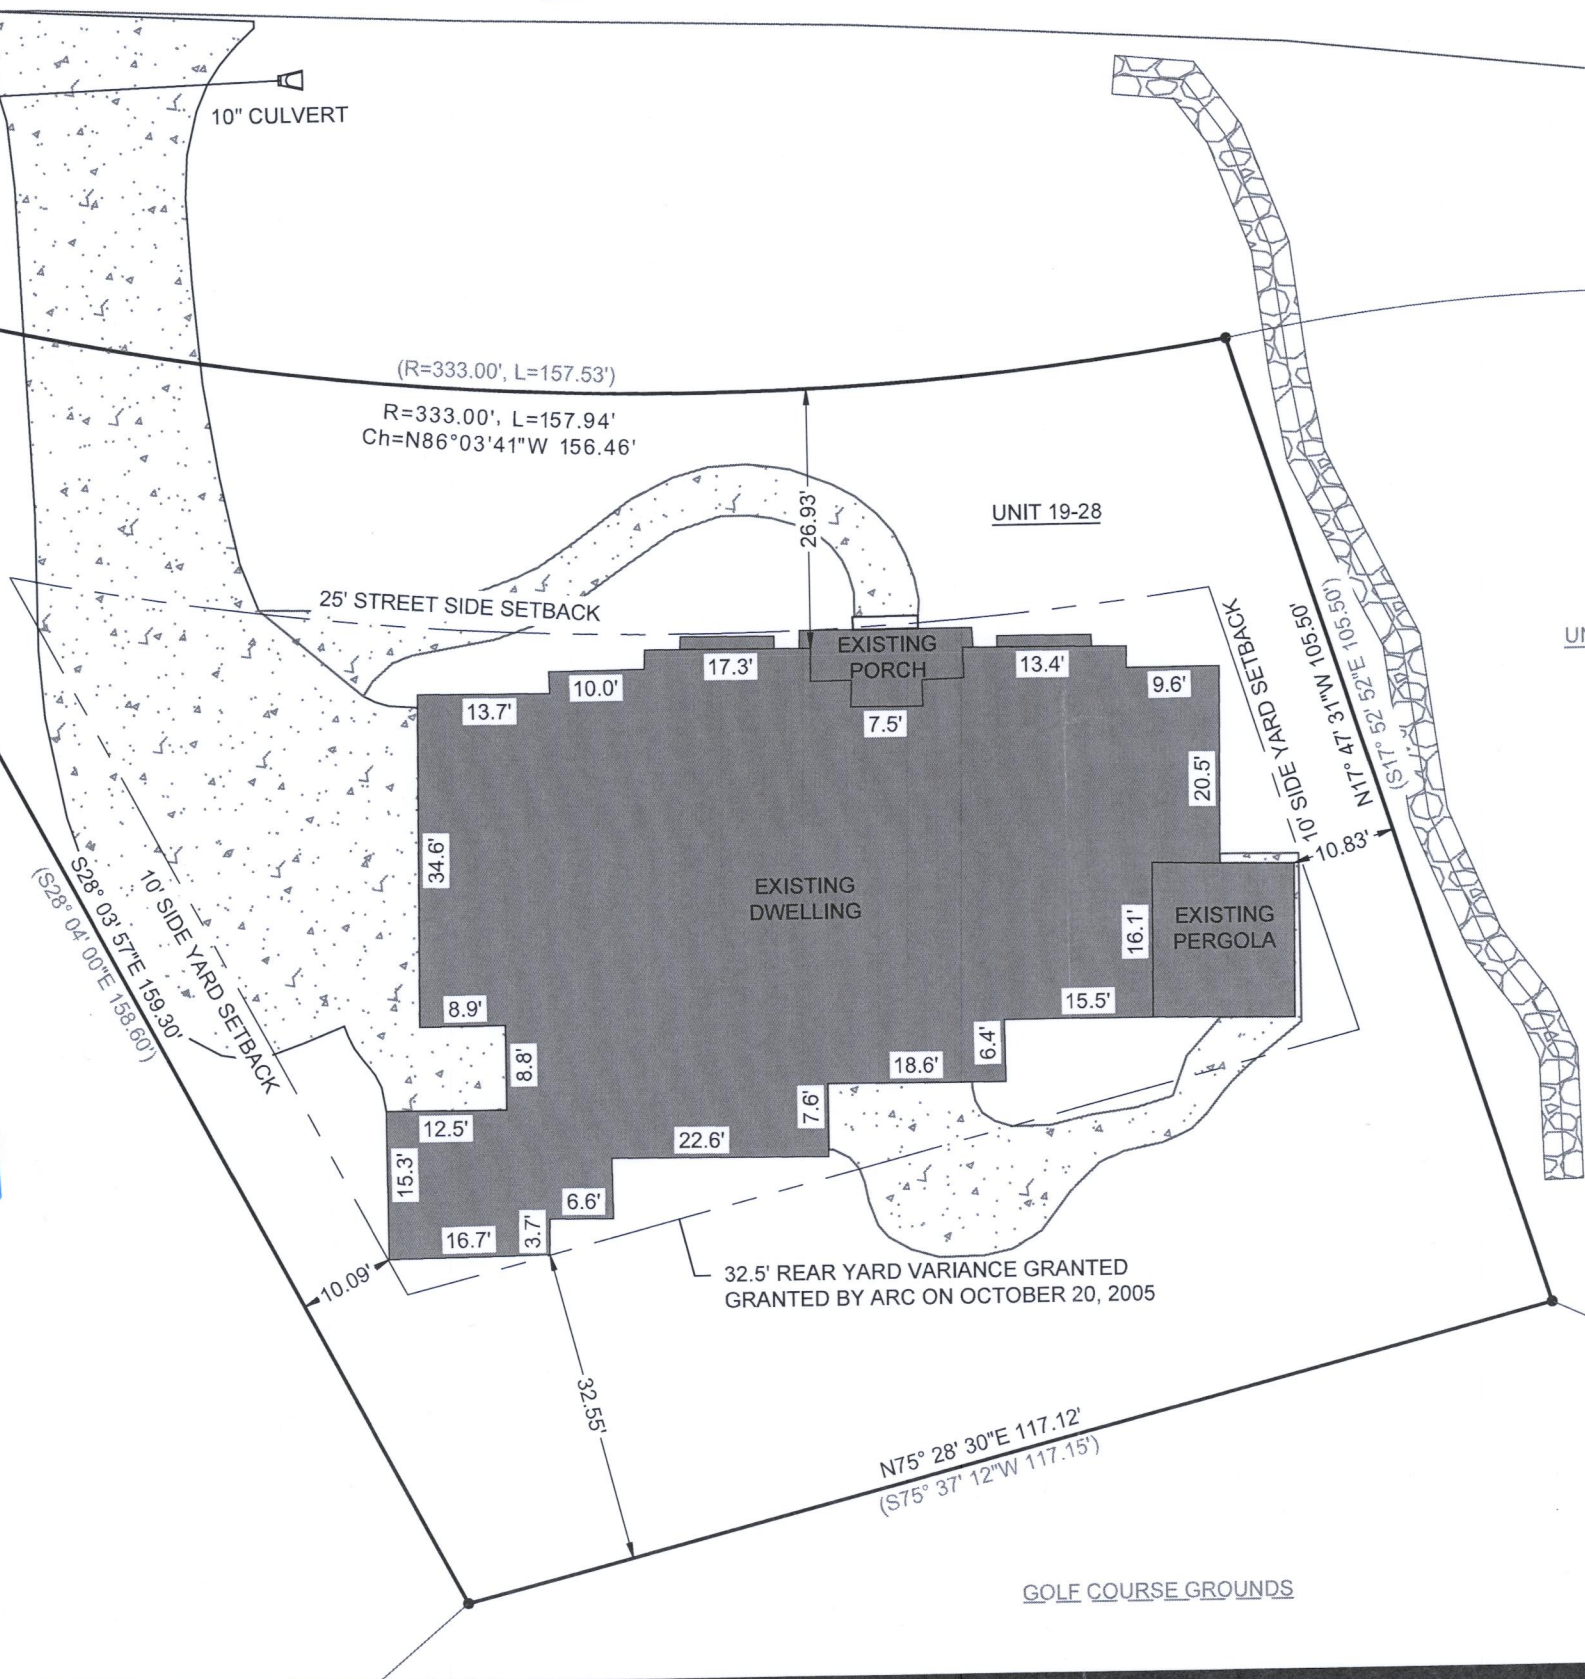 10" CULVERT
(R=333.00', L=157.53')
R=333.00', L=157.94'
Ch=N86°03'41"W 156.46'
26.93'
UNIT 19-28
25' STREET SIDE SETBACK
EXISTING
PORCH
17.3'
13.4'
10.0'
9.6'
13.7'
7.5'
10' SIDE YARD SETBACK
N17° 47' 31"W 105.50'
(S17° 52' 52"E 105.50')
UN
20.5'
10.83'
34.6'
EXISTING
DWELLING
16.1'
EXISTING
PERGOLA
S28° 03' 57"E 159.30'
(S28° 04' 00"E 158.60')
10' SIDE YARD SETBACK
8.9'
15.5'
8.8'
6.4'
18.6'
7.6'
12.5'
22.6'
15.3'
6.6'
16.7'
3.7'
10.09'
32.5' REAR YARD VARIANCE GRANTED
GRANTED BY ARC ON OCTOBER 20, 2005
32.55'
N75° 28' 30"E 117.12'
(S75° 37' 12"W 117.15')
GOLF COURSE GROUNDS